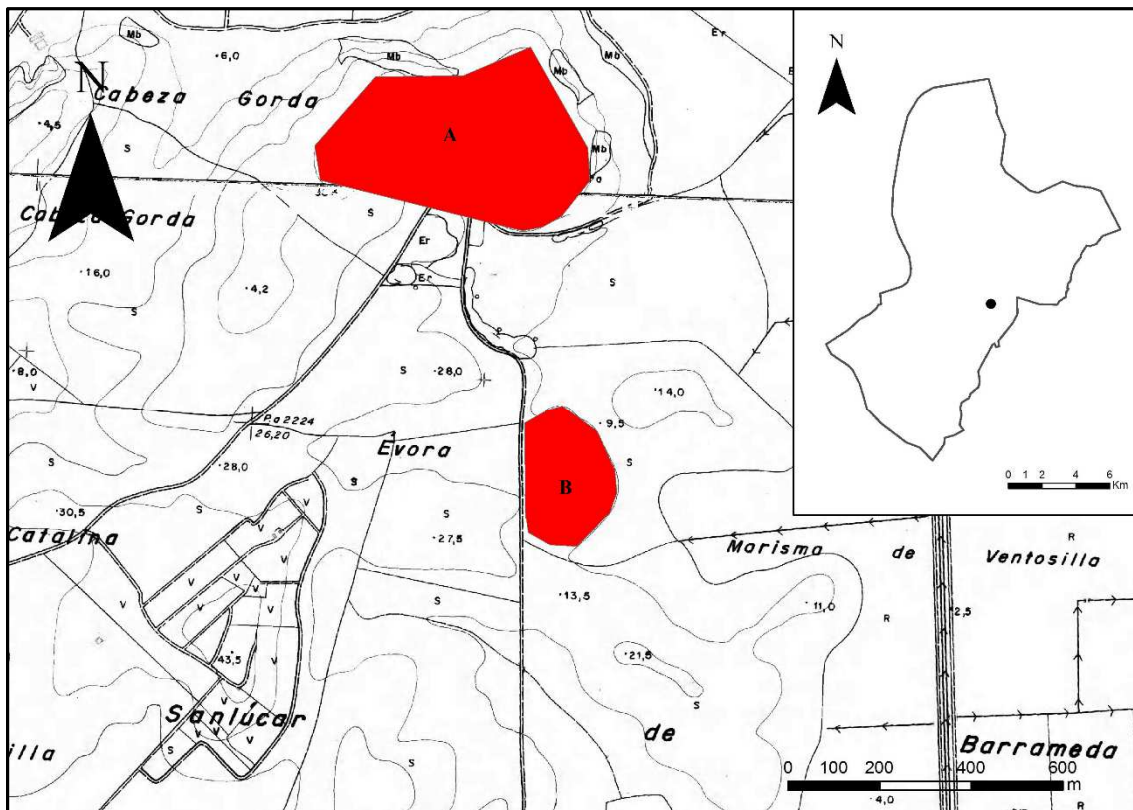 Mb
6,0
Er
Mb
N
N
Cabeza Gorda
Mb
A
4,5
S
Mb
Cabeza Gorda
S
Er
16,0
4,2
S
Er
S
8,0
V
S
28,0
14,0
P.a 2224
26,20
9,5
Evora
S
28,0
S
S
B
30,5
S
S
V
V
Catalina
27,5
Marisma de Ventosilla
R
V
V
V
V
V
S
13,5
11,0
2,5
R
V
43,5
21,5
S
Sanlúcar
V
V
V
V
de
Barrameda
illa
S
S
4,0
R
0 1 2 4 6
Km
0 100 200 400 600
m